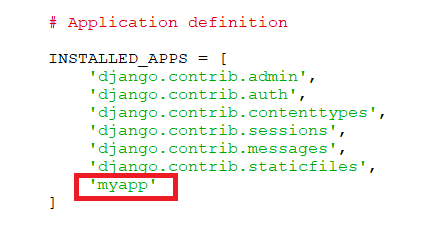 # Application definition
INSTALLED_APPS = [
'django.contrib.admin',
'django.contrib.auth',
'django.contrib.contenttypes',
'django.contrib.sessions',
'django.contrib.messages',
'django.contrib.staticfiles',
'myapp'
]